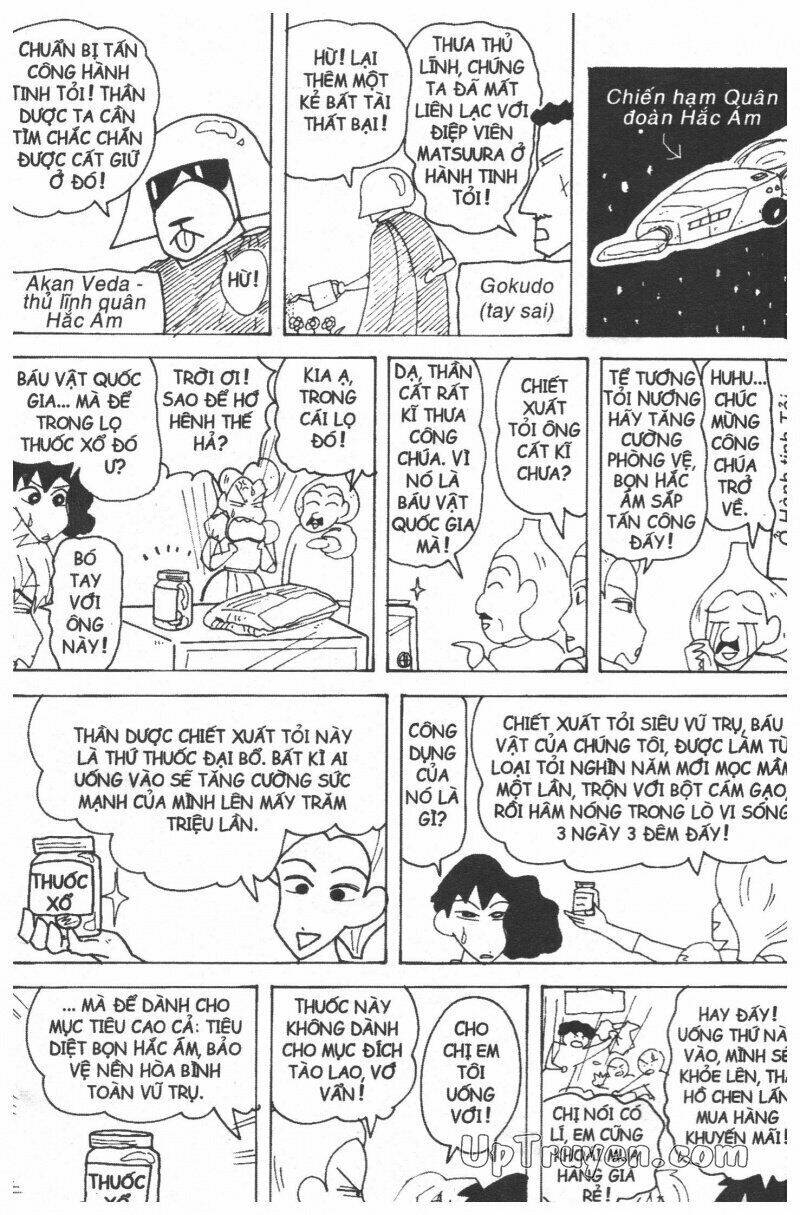 Chiến hạm Quân
đoàn Hắc Ám
THƯA THỦ
LĨNH, CHÚNG
TA ĐÃ MẤT
LIÊN LẠC VỚI
ĐIỆP VIÊN
MATSUURA Ở
HÀNH TINH
TỎI!
HỪ! LẠI
THÊM MỘT
KẺ BẤT TÀI
THẤT BẠI!
Gokudo
(tay sai)
CHUẨN BỊ TẤN
CÔNG HÀNH
TINH TỎI! THẦN
DƯỢC TA CẦN
TÌM CHẮC CHẮN
ĐƯỢC CẤT GIỮ
Ở ĐÓ!
HỪ!
Akan Veda -
thủ lĩnh quân
Hắc Ám
Ở Hành tinh Tỏi
HUHU...
CHÚC
MỪNG
CÔNG
CHÚA
TRỞ
VỀ.
TỂ TƯỚNG
TỎI NƯỚNG
HÃY TĂNG
CƯỜNG
PHÒNG VỆ,
BỌN HẮC
ÁM SẮP
TẤN CÔNG
ĐẤY!
CHIẾT
XUẤT
TỎI ÔNG
CẤT KĨ
CHƯA?
DẠ, THẦN
CẤT RẤT
KĨ THƯA
CÔNG
CHÚA. VÌ
NÓ LÀ
BÁU VẬT
QUỐC GIA
MÀ!
KIA Ạ,
TRONG
CÁI LỌ
ĐÓ!
TRỜI ƠI!
SAO ĐỂ HỚ
HÊNH THẾ
HẢ?
BÁU VẬT QUỐC
GIA... MÀ ĐỂ
TRONG LỌ
THUỐC XỔ ĐÓ
Ư?
BÓ
TAY
VỚI
ÔNG
NÀY!
CHIẾT XUẤT TỎI SIÊU VŨ TRỤ, BÁU
VẬT CỦA CHÚNG TÔI, ĐƯỢC LÀM TỪ
LOẠI TỎI NGHÌN NĂM MỚI MỌC MẦM
MỘT LẦN, TRỘN VỚI BỘT CÁM GẠO,
RỒI HÂM NÓNG TRONG LÒ VI SÓNG
3 NGÀY 3 ĐÊM ĐẤY!
CÔNG
DỤNG
CỦA
NÓ LÀ
GÌ?
THẦN DƯỢC CHIẾT XUẤT TỎI NÀY
LÀ THỨ THUỐC ĐẠI BỔ. BẤT KÌ AI
UỐNG VÀO SẼ TĂNG CƯỜNG SỨC
MẠNH CỦA MÌNH LÊN MẤY TRĂM
TRIỆU LẦN.
THUỐC
XỔ
HAY ĐẤY!
UỐNG THỨ NÀ
VÀO, MÌNH SẼ
KHỎE LÊN, THA
HỒ CHEN LẤN
MUA HÀNG
KHUYẾN MÃI!
CHỊ NÓI CÓ
LÍ, EM CŨNG
KHOÁI MUA
HÀNG GIÁ
RẺ!
CHO
CHỊ EM
TÔI
UỐNG
VỚI!
THUỐC NÀY
KHÔNG DÀNH
CHO MỤC ĐÍCH
TÀO LAO, VỚ
VẨN!
... MÀ ĐỂ DÀNH CHO
MỤC TIÊU CAO CẢ: TIÊU
DIỆT BỌN HẮC ÁM, BẢO
VỆ NỀN HÒA BÌNH
TOÀN VŨ TRỤ.
THUỐC
XỔ
UpTruyen.com